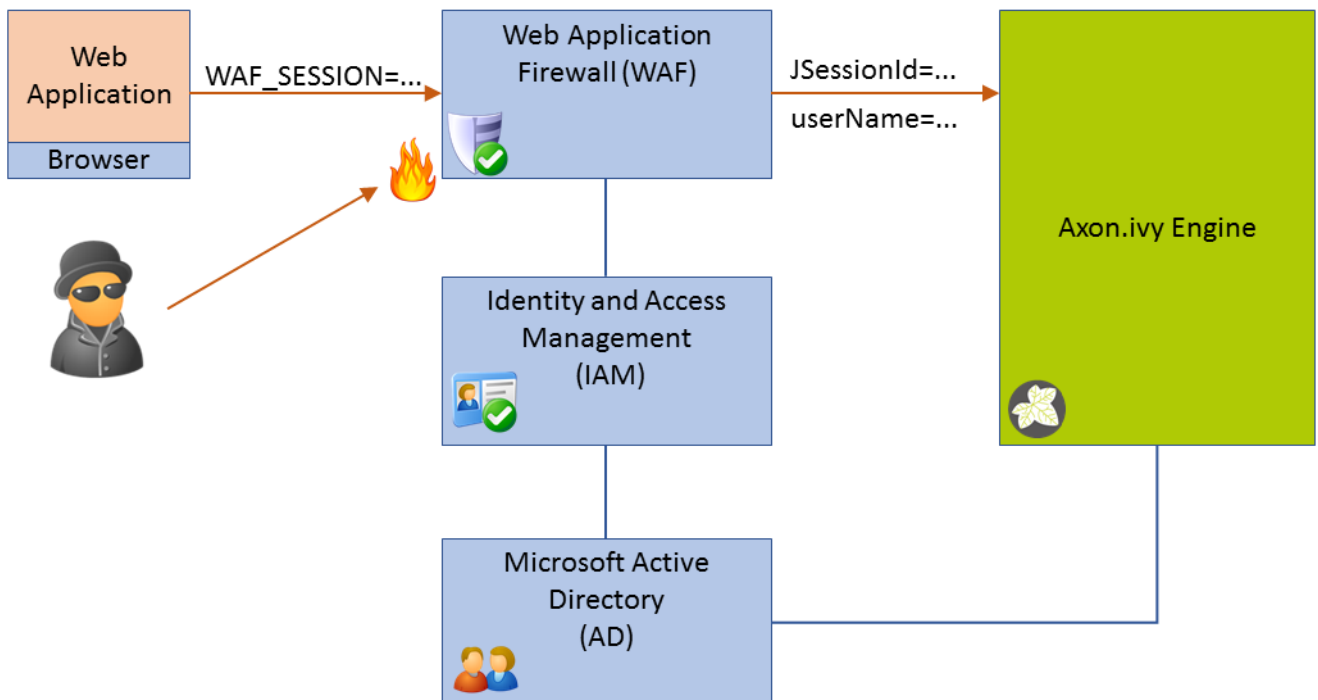 Web
Application
Browser
WAF_SESSION=...
Web Application
Firewall (WAF)
JSessionId=...
userName=...
Axon.ivy Engine
Identity and Access
Management
(IAM)
Microsoft Active
Directory
(AD)